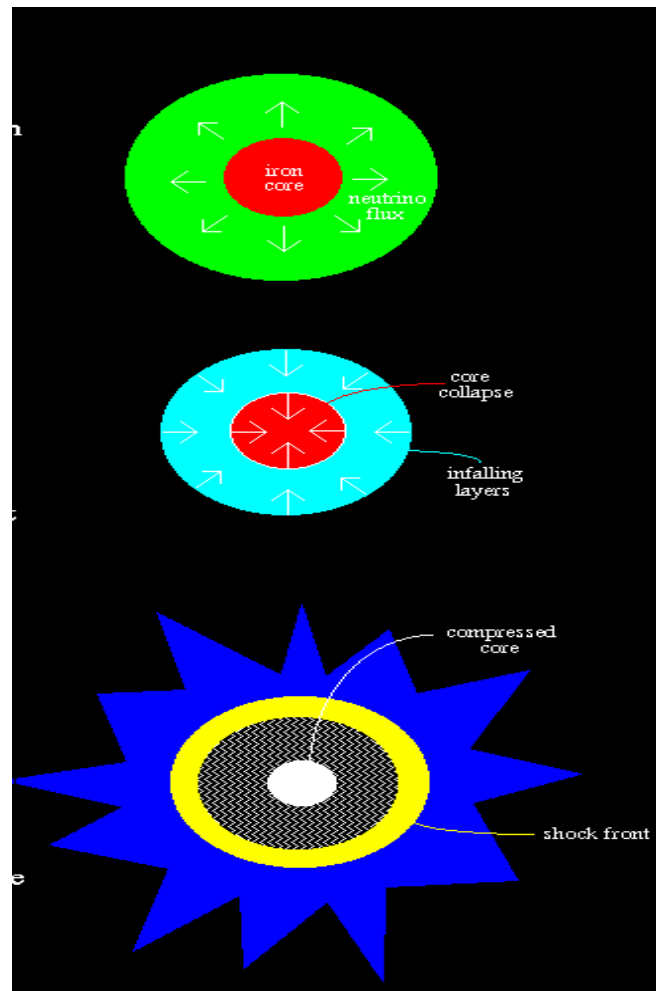 n
iron
core
neutrino
flux
core
collapse
infalling
layers
t
compressed
core
shock front
e